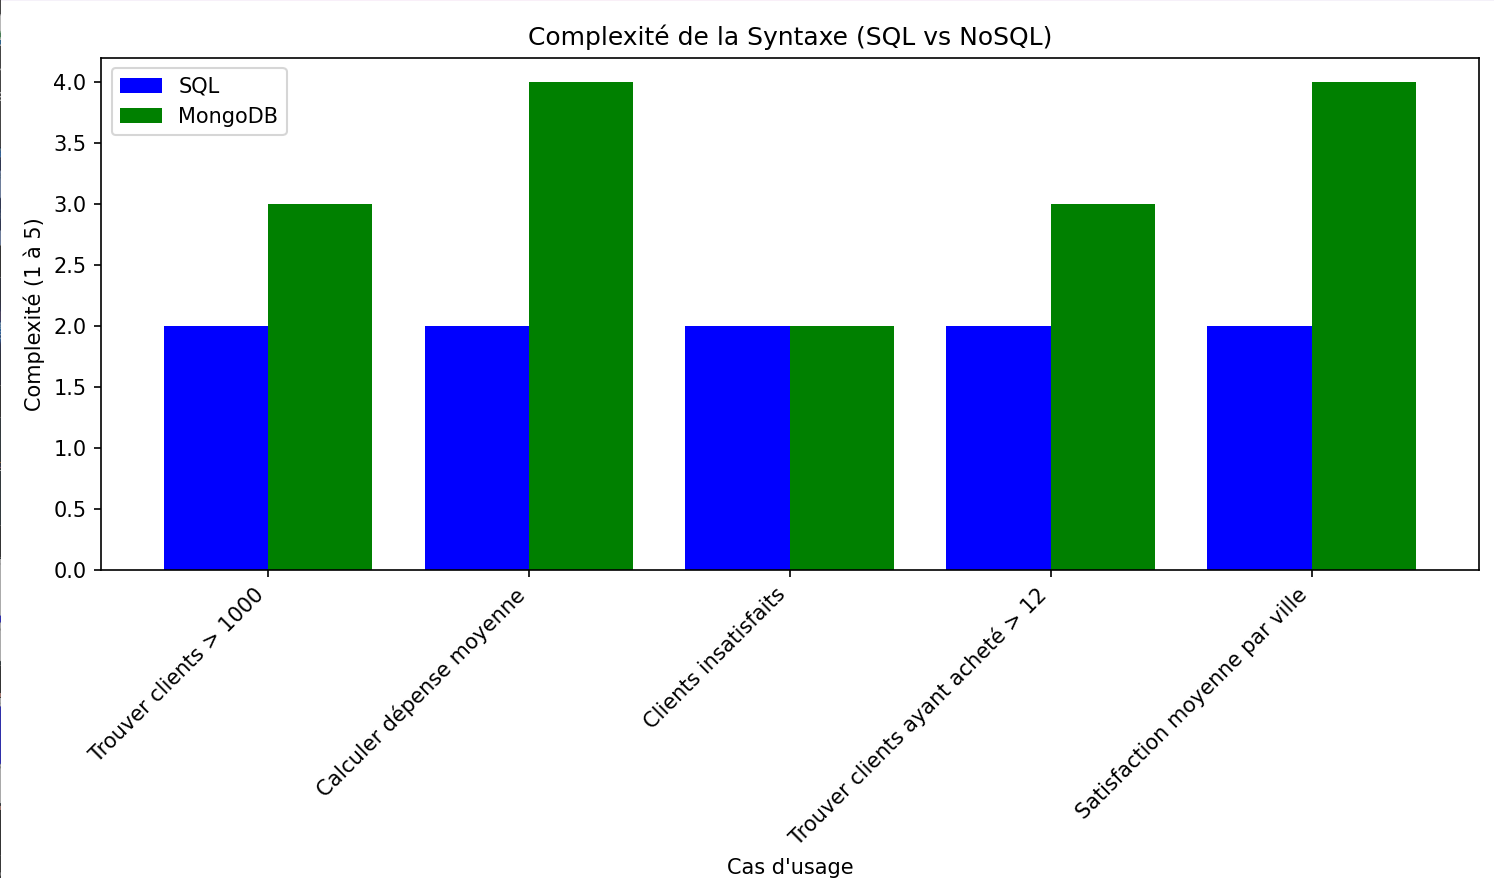 Complexité de la Syntaxe (SQL vs NoSQL)
SQL
MongoDB
Complexité (1 à 5)
4.0
3.5
3.0
2.5
2.0
1.5
1.0
0.5
0.0
Trouver clients > 1000
Calculer dépense moyenne
Clients insatisfaits
Trouver clients ayant acheté > 12
Satisfaction moyenne par ville
Cas d'usage